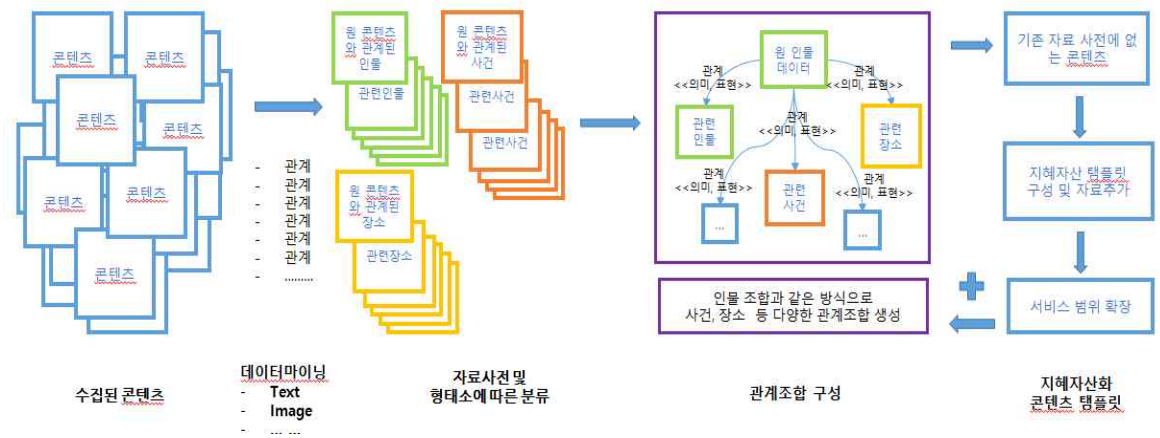 콘텐츠
콘텐츠
콘텐츠
콘텐츠
콘텐츠
콘텐츠
콘텐츠
수집된 콘텐츠
- 관계
- 관계
- 관계
- 관계
- 관계
- 관계
- .........
데이터마이닝
- Text
- Image
- ... ...
원 콘텐츠
와 관계된
인물
관련인물
원 콘텐츠
와 관계된
사건
관련사건
관련사건
원 콘텐츠
와 관계된
장소
관련장소
자료사전 및
형태소에 따른 분류
원 인물
데이터
관계
<<의미, 표현>>
관계
<<의미, 표현>>
관계
<<의미, 표현>>
관련
인물
관련
장소
관계
<<의미, 표현>>
관계
<<의미, 표현>>
관련
사건
...
...
인물 조합과 같은 방식으로
사건, 장소 등 다양한 관계조합 생성
관계조합 구성
기존 자료 사전에 없
는 콘텐츠
지혜자산 탬플릿
구성 및 자료추가
서비스 범위 확장
지혜자산화
콘텐츠 탬플릿